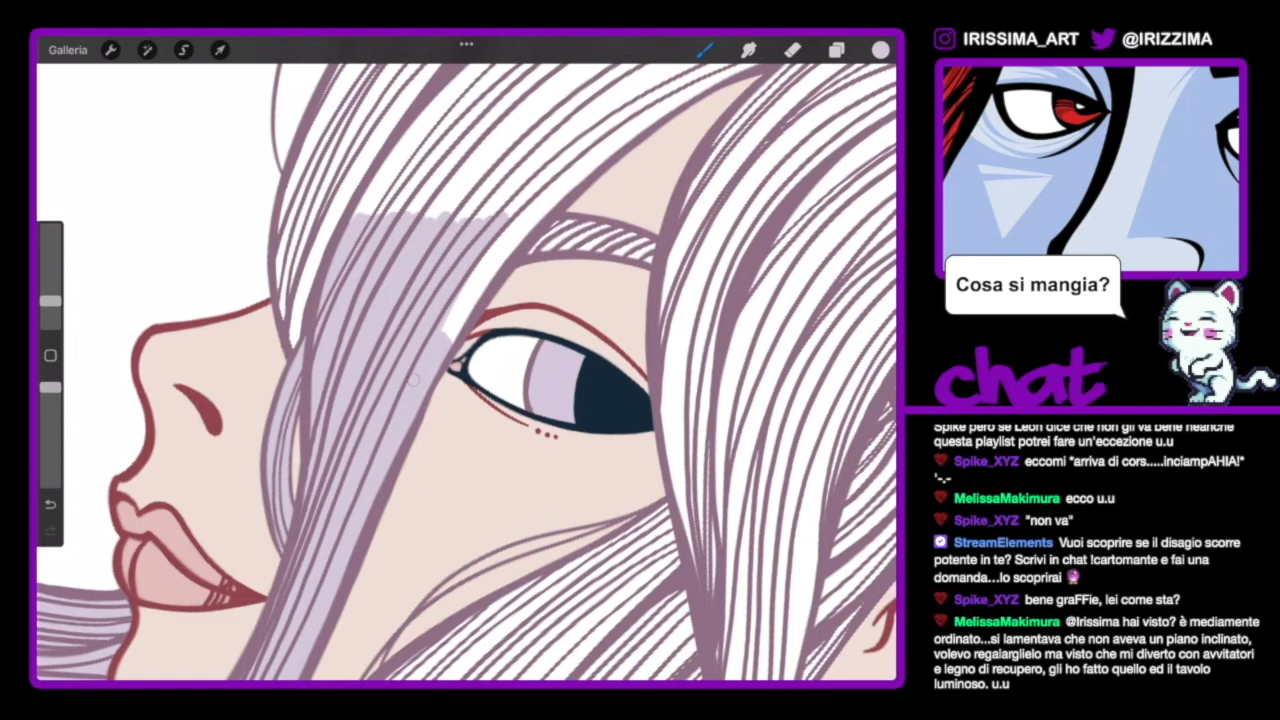 Galleria
IRISSIMA_ART @IRIZZIMA
Cosa si mangia?
chat
Spike però se Leon dice che non gli va bene neanche
questa playlist potrei fare un'eccezione u.u
Spike_XYZ eccomi *arriva di cors.....inciampAHIA!*
'-.-
MelissaMakimura ecco u.u
Spike_XYZ "non va"
StreamElements Vuoi scoprire se il disagio scorre
potente in te? Scrivi in chat !cartomante e fai una
domanda...lo scoprirai
Spike_XYZ bene graFFie, lei come sta?
MelissaMakimura @Irissima hai visto? è mediamente
ordinato...si lamentava che non aveva un piano inclinato,
volevo regalarglielo ma visto che mi diverto con avvitatori
e legno di recupero, gli ho fatto quello ed il tavolo
luminoso. u.u